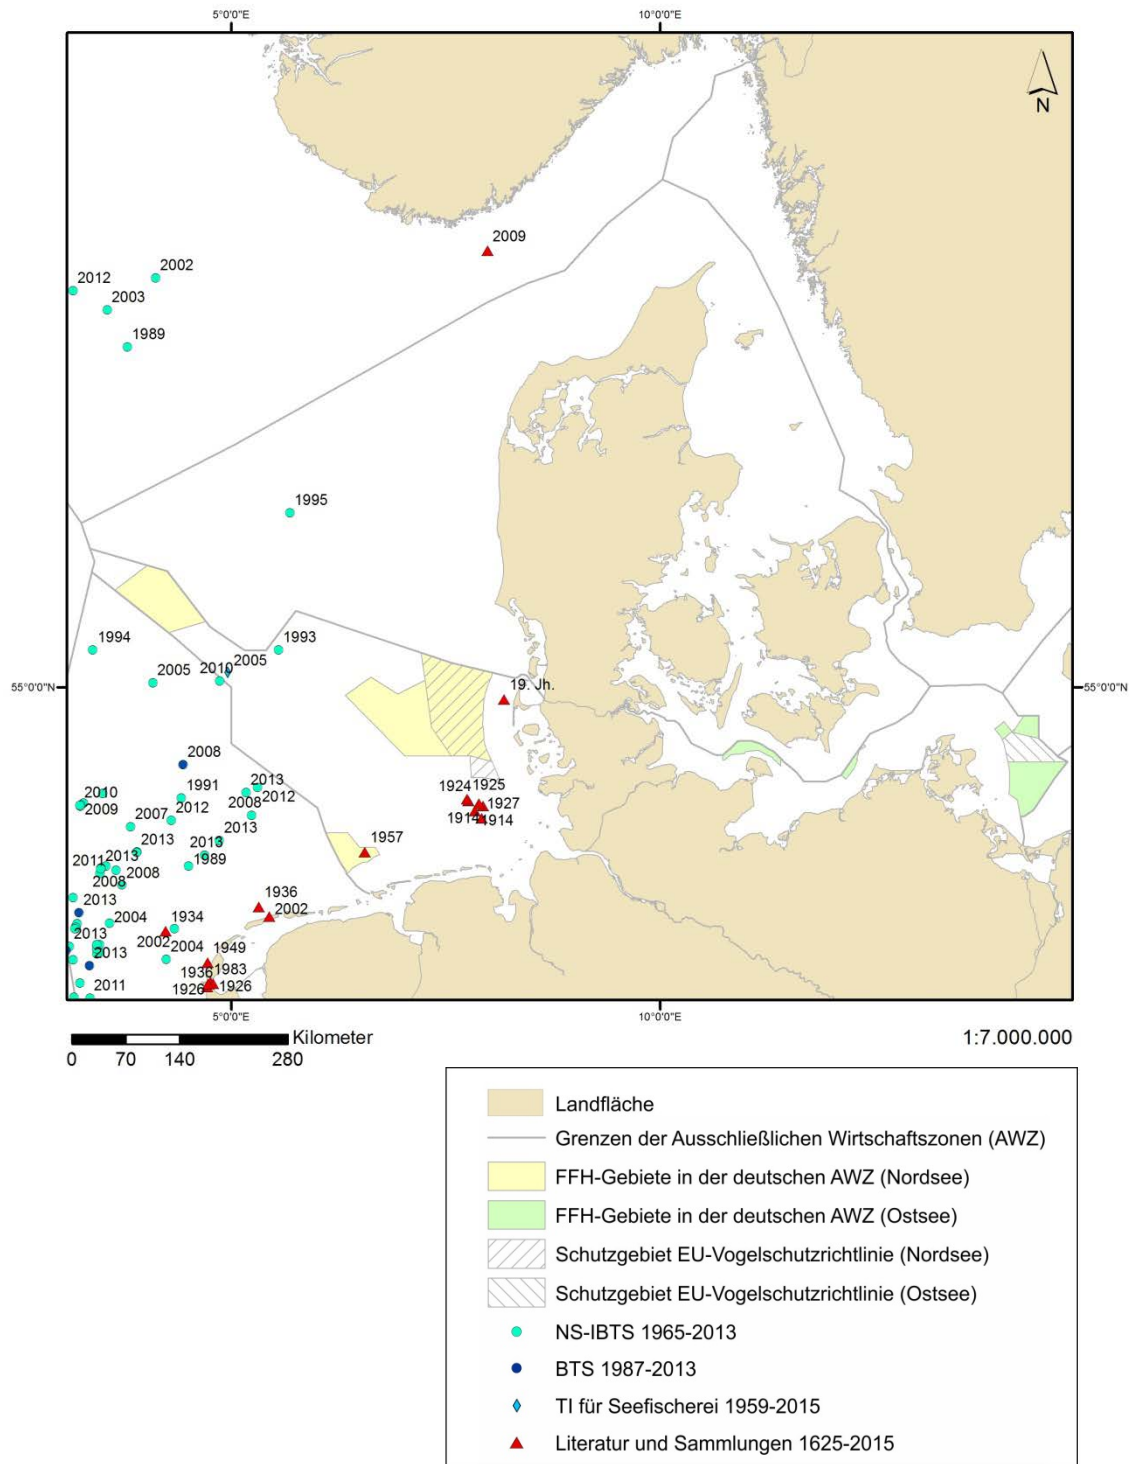 5°0'0"E
10°0'0"E
N
2009
2002
2012
2003
1989
1995
1994
1993
2005
2010
2005
55°0'0"N
55°0'0"N
19. Jh.
2008
2013
2010
1991
2012
1924
1925
2009
2012
2008
1927
2007
2013
1914
1914
2013
1957
2011
2013
1989
2008
2008
2013
1936
2002
2004
1934
2013
2002
2004
1949
2013
1936
1983
2011
1926
1926
5°0'0"E
10°0'0"E
Kilometer
1:7.000.000
0 70 140 280
Landfläche
Grenzen der Ausschließlichen Wirtschaftszonen (AWZ)
FFH-Gebiete in der deutschen AWZ (Nordsee)
FFH-Gebiete in der deutschen AWZ (Ostsee)
Schutzgebiet EU-Vogelschutzrichtlinie (Nordsee)
Schutzgebiet EU-Vogelschutzrichtlinie (Ostsee)
NS-IBTS 1965-2013
BTS 1987-2013
TI für Seefischerei 1959-2015
Literatur und Sammlungen 1625-2015